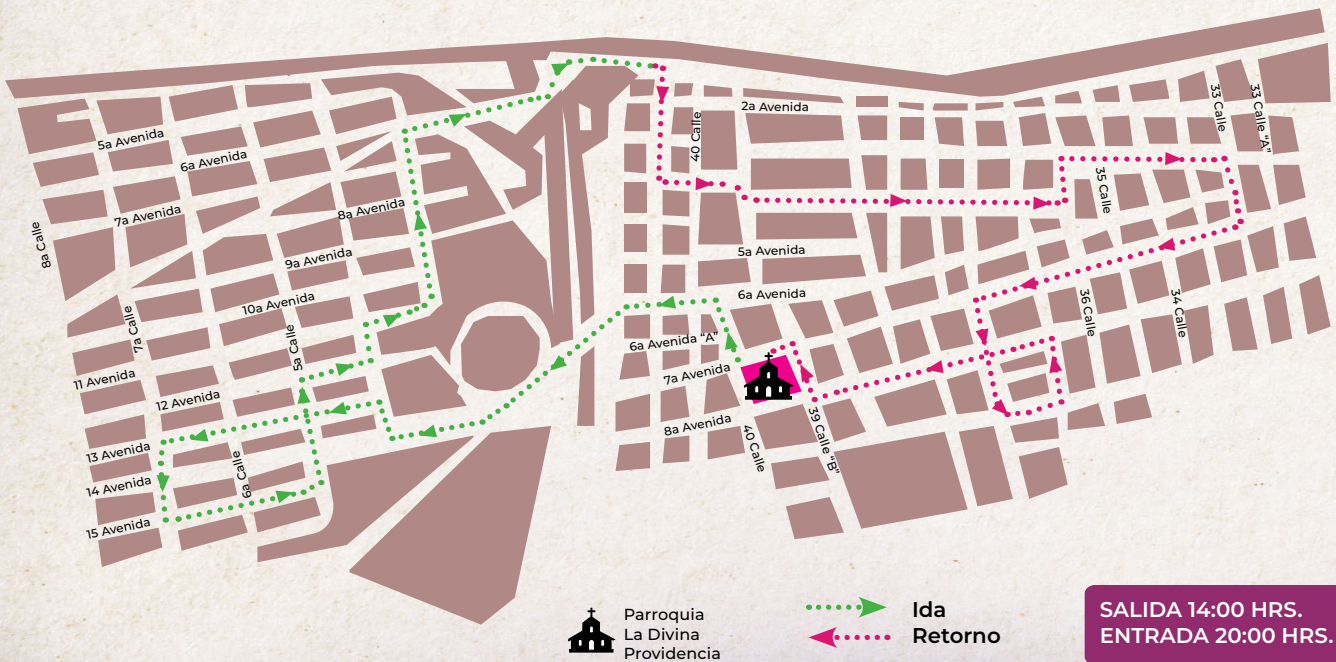 5a Avenida
6a Avenida
7a Avenida
8a Avenida
8a Calle
9a Avenida
10a Avenida
7a Calle
5a Calle
11 Avenida
12 Avenida
13 Avenida
6a Calle
14 Avenida
15 Avenida
2a Avenida
40 Calle
33 Calle
33 Calle "A"
35 Calle
5a Avenida
6a Avenida
36 Calle
34 Calle
6a Avenida "A"
7a Avenida
8a Avenida
40 Calle
39 Calle "B"
Parroquia
La Divina
Providencia
Ida
Retorno
SALIDA 14:00 HRS.
ENTRADA 20:00 HRS.